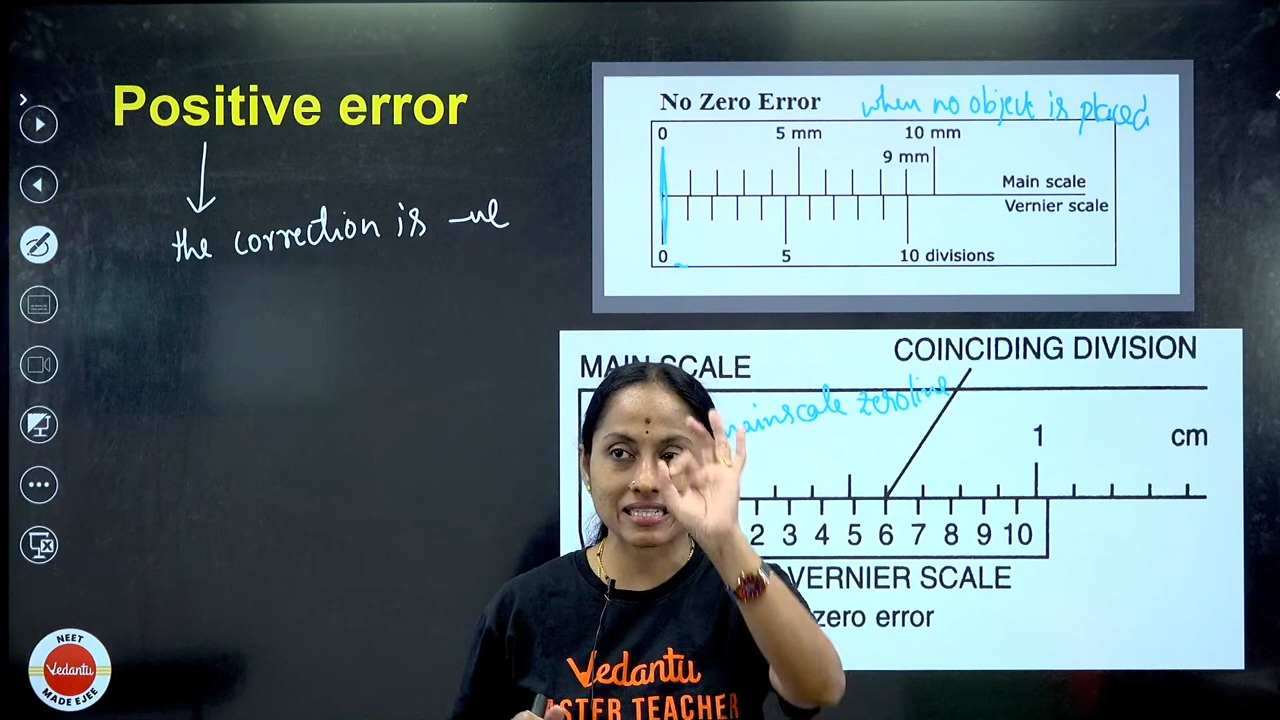 Positive error
the correction is -ve
No Zero Error
when no object is placed
0 5 mm 10 mm
9 mm
Main scale
Vernier scale
0 5 10 divisions
MAIN SCALE
COINCIDING DIVISION
mainscale zeroline
1 cm
2 3 4 5 6 7 8 9 10
VERNIER SCALE
zero error
NEET
Vedantu
MADE EJEE
Vedantu
ASTER TEACHER